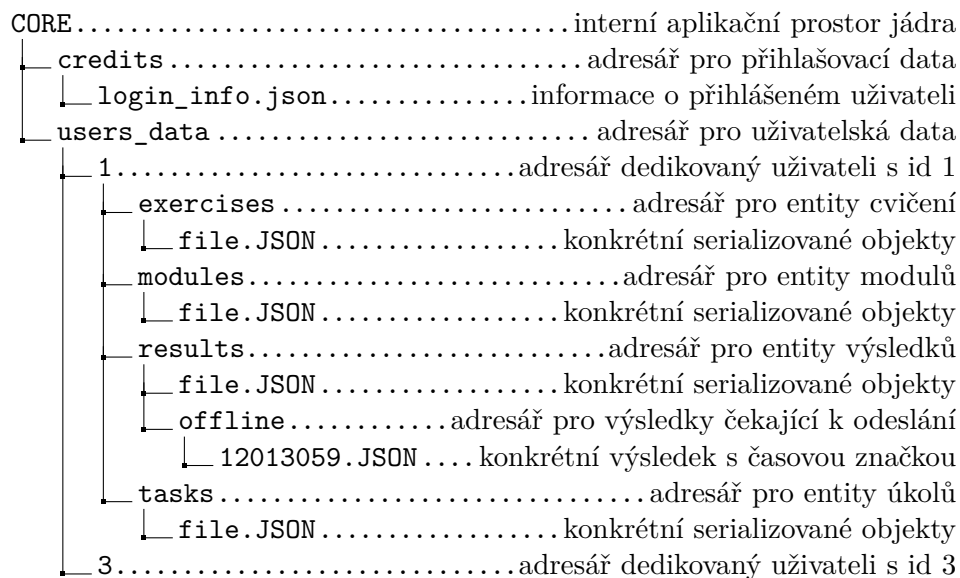 CORE....................................interní aplikační prostor jádra
credits...............................adresář pro přihlašovací data
login_info.json...............informace o přihlášeném uživateli
users_data............................adresář pro uživatelská data
1..............................adresář dedikovaný uživateli s id 1
exercises.........................adresář pro entity cvičení
file.JSON..................konkrétní serializované objekty
modules...........................adresář pro entity modulů
file.JSON..................konkrétní serializované objekty
results...........................adresář pro entity výsledků
file.JSON..................konkrétní serializované objekty
offline............adresář pro výsledky čekající k odeslání
12013059.JSON....konkrétní výsledek s časovou značkou
tasks................................adresář pro entity úkolů
file.JSON..................konkrétní serializované objekty
3..............................adresář dedikovaný uživateli s id 3